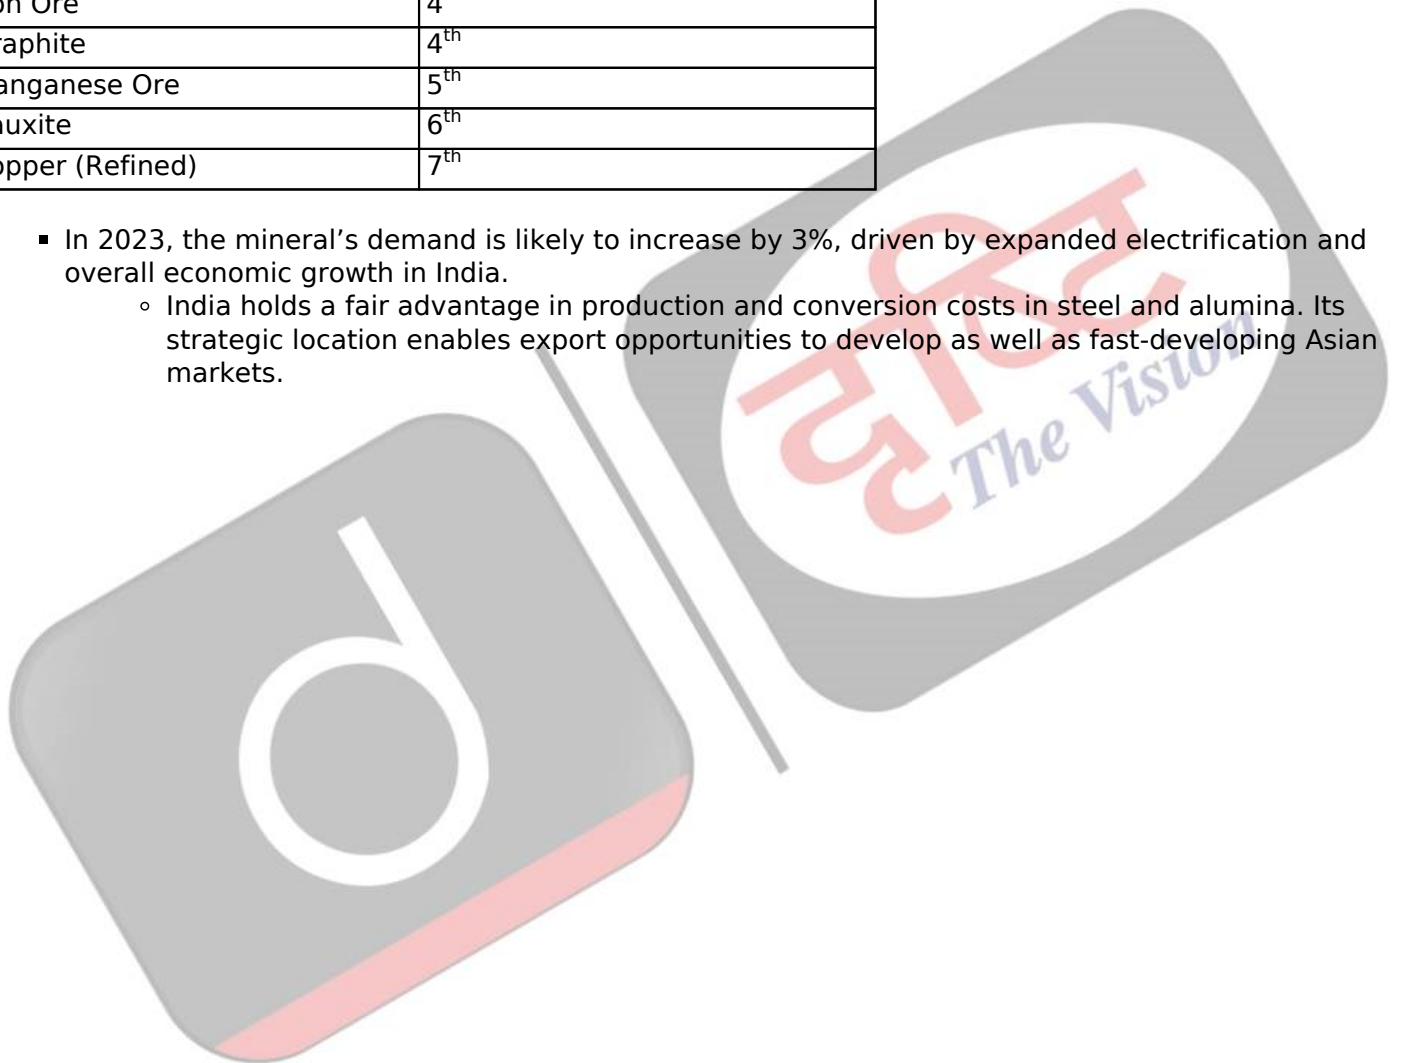 on Ore 4
raphite 4th
anganese Ore 5th
auxite 6th
opper (Refined) 7th
▪ In 2023, the mineral’s demand is likely to increase by 3%, driven by expanded electrification and
overall economic growth in India.
◦ India holds a fair advantage in production and conversion costs in steel and alumina. Its
strategic location enables export opportunities to develop as well as fast-developing Asian
markets.
दृष्टि
The Vision
d